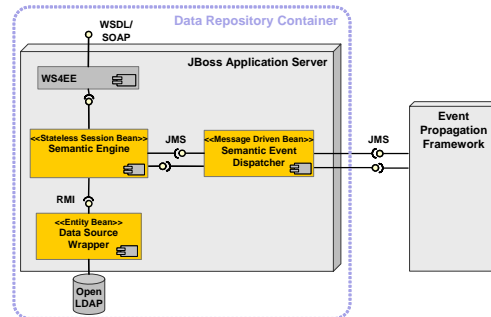 WSDL/
SOAP
Data Repository Container
JBoss Application Server
WS4EE
<<Stateless Session Bean>>
Semantic Engine
JMS
<<Message Driven Bean>>
Semantic Event
Dispatcher
JMS
Event
Propagation
Framework
RMI
<<Entity Bean>>
Data Source
Wrapper
Open
LDAP